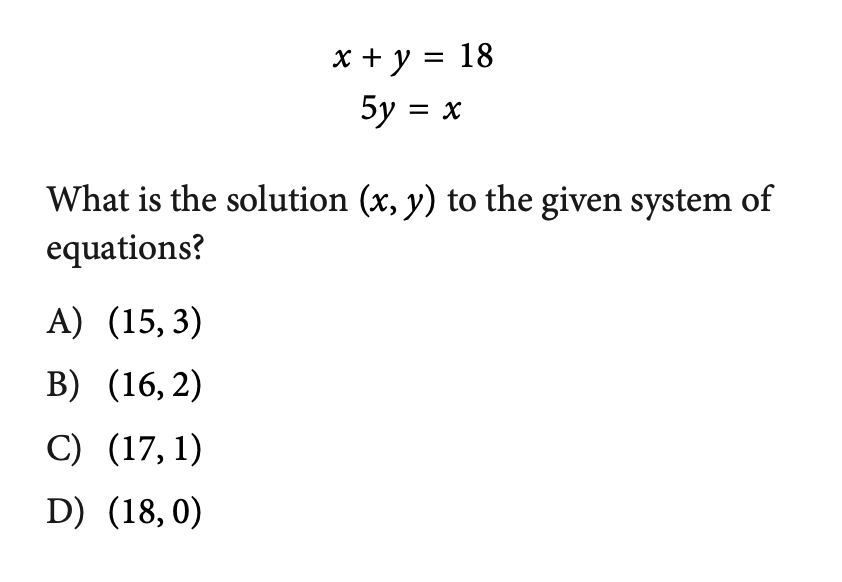 x + y = 18
5y = x
What is the solution (x, y) to the given system of
equations?
A) (15, 3)
B) (16, 2)
C) (17, 1)
D) (18, 0)